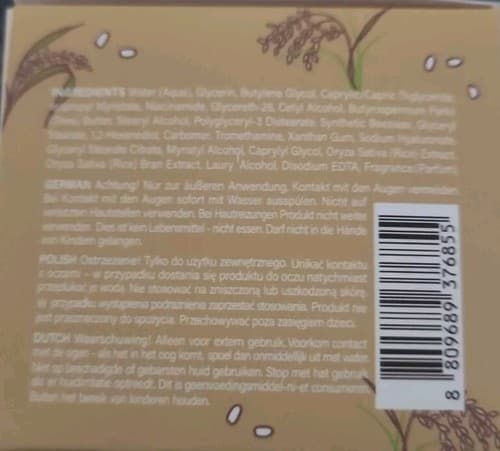 INGREDIENTS Water (Aqua), Glycerin, Butylene Glycol, Caprylic/Capric Triglyceride,
Myristate, Niacinamide, Glycereth-26, Cetyl Alcohol, Butyrospermum Parkii
Butter, Stearyl Alcohol, Polyglyceryl-3 Distearate, Synthetic Beeswax, Glyceryl
Stearate, 1,2-Hexanediol, Carbomer, Tromethamine, Xanthan Gum, Sodium Hyaluronate,
Glyceryl Stearate Citrate, Myristyl Alcohol, Caprylyl Glycol, Oryza Sativa (Rice) Extract,
Oryza Sativa (Rice) Bran Extract, Lauryl Alcohol, Disodium EDTA, Fragrance(Parfum)
GERMAN Achtung! Nur zur äußeren Anwendung. Kontakt mit den Augen vermeiden.
Bei Kontakt mit den Augen sofort mit Wasser ausspülen. Nicht auf
verletzten Hautstellen verwenden. Bei Hautreizungen Produkt nicht weiter
verwenden. Dies ist kein Lebensmittel - nicht essen. Darf nicht in die Hände
von Kindern gelangen.
POLISH Ostrzeżenie! Tylko do użytku zewnętrznego. Unikać kontaktu
z oczami - w przypadku dostania się produktu do oczu natychmiast
przepłukać je wodą. Nie stosować na zniszczoną lub uszkodzoną skórę.
W przypadku wystąpienia podrażnienia zaprzestać stosowania. Produkt nie
jest przeznaczony do spożycia. Przechowywać poza zasięgiem dzieci.
DUTCH Waarschuwing! Alleen voor extern gebruik. Voorkom contact
met de ogen - als het in het oog komt, spoel dan onmiddellijk uit met water.
Niet op beschadigde of gebarsten huid gebruiken. Stop met het gebruik
als er huidirritatie optreedt. Dit is geenvoedingsmiddel-ni-et consumeren.
Buiten het bereik van kinderen houden.
8 809689 376855